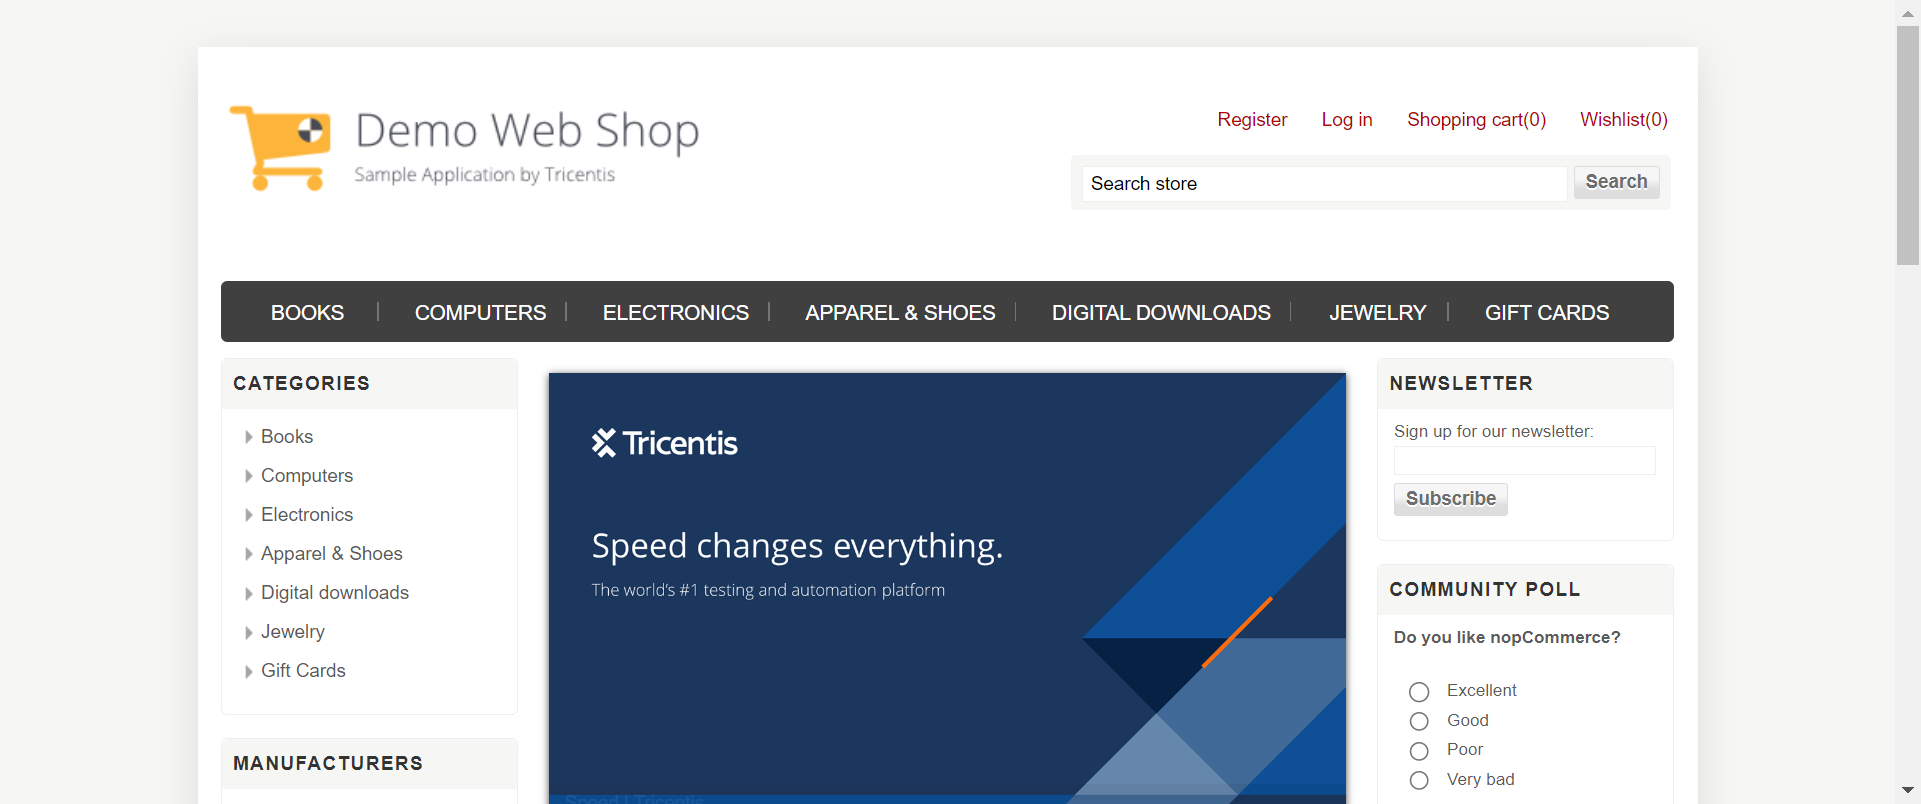 Demo Web Shop
Sample Application by Tricentis
Register Log in Shopping cart(0) Wishlist(0)
Search store Search
BOOKS COMPUTERS ELECTRONICS APPAREL & SHOES DIGITAL DOWNLOADS JEWELRY GIFT CARDS
CATEGORIES
Books
Computers
Electronics
Apparel & Shoes
Digital downloads
Jewelry
Gift Cards
MANUFACTURERS
Tricentis
Speed changes everything.
The world's #1 testing and automation platform
Speed | Tricentis
NEWSLETTER
Sign up for our newsletter:
Subscribe
COMMUNITY POLL
Do you like nopCommerce?
Excellent
Good
Poor
Very bad